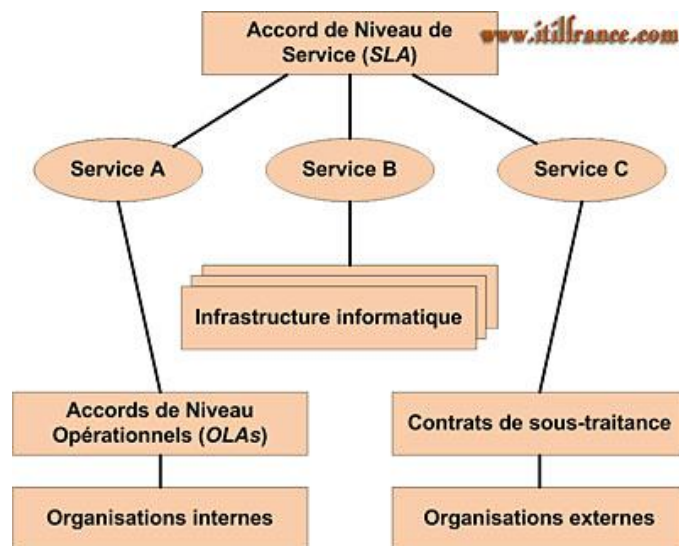 Accord de Niveau de
Service (SLA)
www.itilfrance.com
Service A
Service B
Service C
Infrastructure informatique
Accords de Niveau
Opérationnels (OLAs)
Contrats de sous-traitance
Organisations internes
Organisations externes